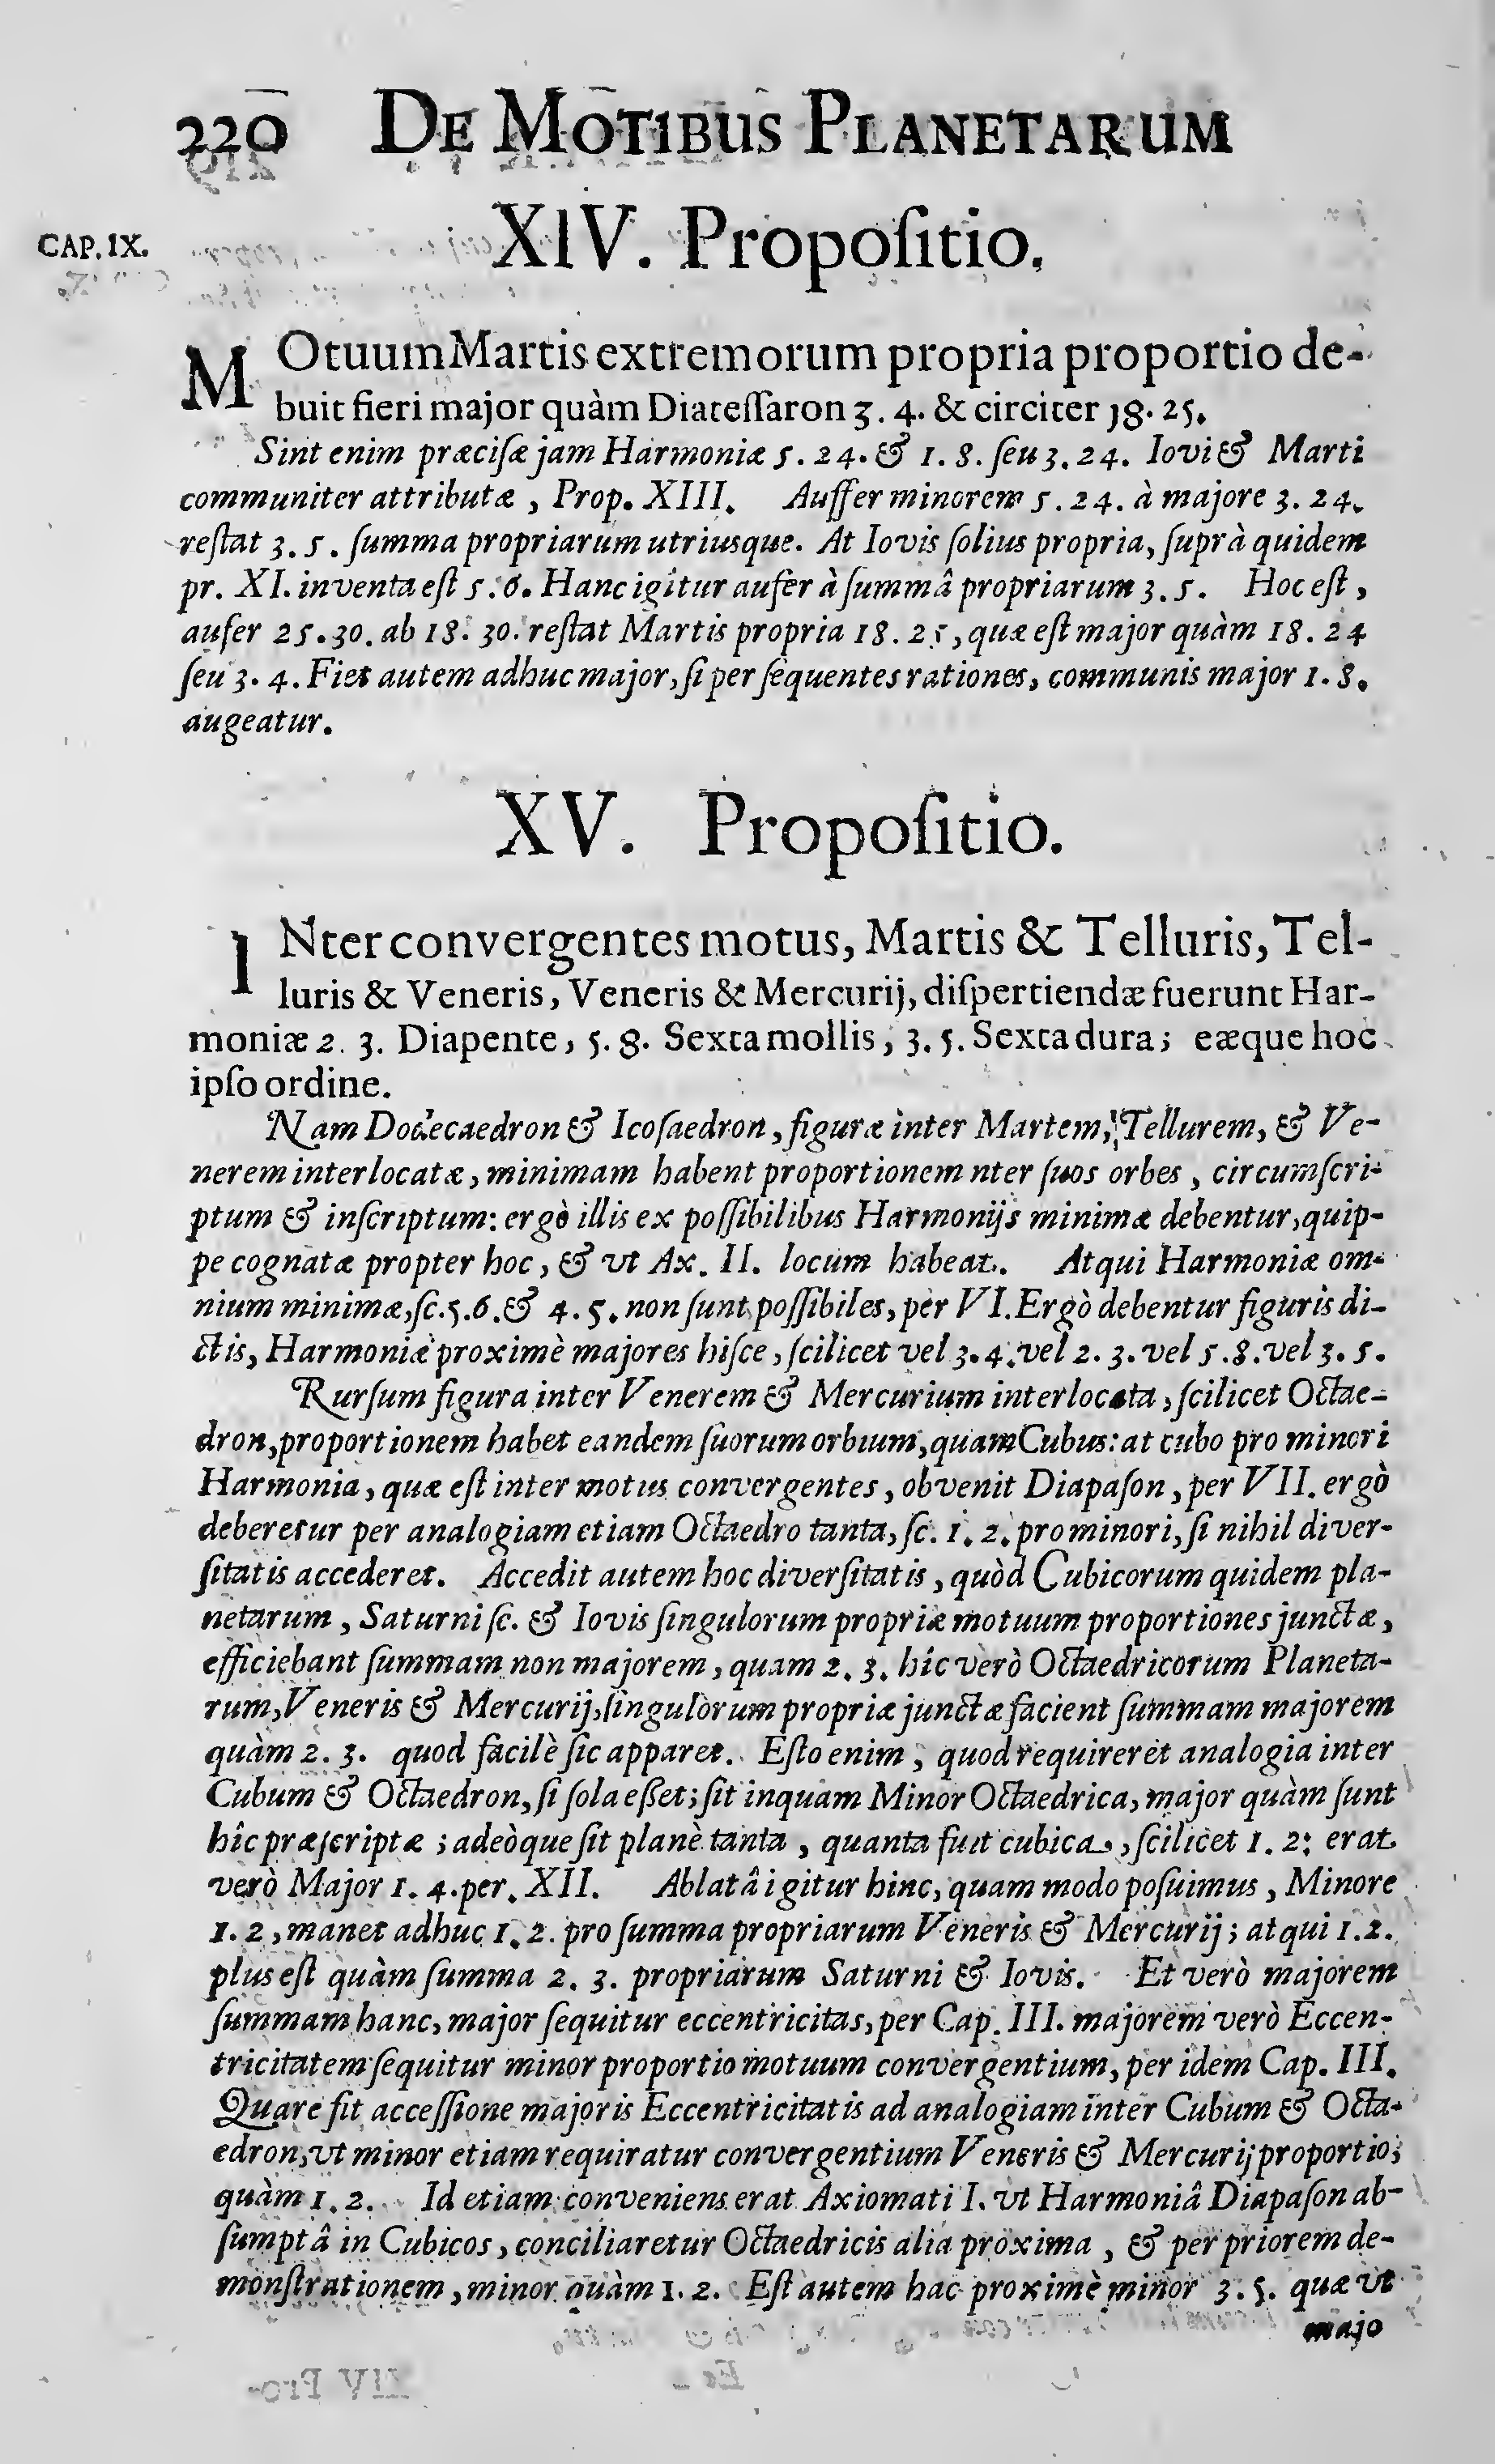 220 DE MOTIBUS PLANETARUM
CAP. IX.
XIV. Propoſitio.
MOtuum Martis extremorum propria proportio de-
buit fieri major quàm Diateſſaron 3. 4. & circiter 18. 25.
Sint enim præciſæ jam Harmoniæ 5. 24. & 1. 8. ſeu 3. 24. Iovi & Marti
communiter attributæ, Prop. XIII. Auffer minorem 5. 24. à majore 3. 24.
reſtat 3. 5. ſumma propriarum utriusque. At Iovis ſolius propria, ſuprà quidem
pr. XI. inventa eſt 5. 6. Hanc igitur aufer à ſummâ propriarum 3. 5. Hoc eſt,
aufer 25. 30. ab 18. 30. reſtat Martis propria 18. 25, quæ eſt major quàm 18. 24
ſeu 3. 4. Fiet autem adhuc major, ſi per ſequentes rationes, communis major 1. 8.
augeatur.
XV. Propoſitio.
INter convergentes motus, Martis & Telluris, Tel-
luris & Veneris, Veneris & Mercurij, diſpertiendæ fuerunt Har-
moniæ 2. 3. Diapente, 5. 8. Sexta mollis, 3. 5. Sexta dura; eæque hoc
ipſo ordine.
Nam Dodecaedron & Icoſaedron, figuræ inter Martem, Tellurem, & Ve-
nerem interlocatæ, minimam habent proportionem nter ſuos orbes, circumſcri-
ptum & inſcriptum: ergò illis ex poſſibilibus Harmonijs minimæ debentur, quip-
pe cognatæ propter hoc, & vt Ax. II. locum habeat. Atqui Harmoniæ om-
nium minimæ, ſc. 5. 6. & 4. 5. non ſunt poſſibiles, per VI. Ergò debentur figuris di-
ctis, Harmoniæ proximè majores hiſce, ſcilicet vel 3. 4. vel 2. 3. vel 5. 8. vel 3. 5.
Rurſum figura inter Venerem & Mercurium interlocata, ſcilicet Octae-
dron, proportionem habet eandem ſuorum orbium, quam Cubus: at cubo pro minori
Harmonia, quæ eſt inter motus convergentes, obvenit Diapaſon, per VII. ergò
deberetur per analogiam etiam Octaedro tanta, ſc. 1. 2. pro minori, ſi nihil diver-
ſitatis accederet. Accedit autem hoc diverſitatis, quòd Cubicorum quidem pla-
netarum, Saturni ſc. & Iovis ſingulorum propriæ motuum proportiones junctæ,
efficiebant ſummam non majorem, quam 2. 3. hic verò Octaedricorum Planeta-
rum, Veneris & Mercurij, ſingulorum propriæ junctæ facient ſummam majorem
quàm 2. 3. quod facilè ſic apparet. Eſto enim, quod requireret analogia inter
Cubum & Octaedron, ſi ſola eßet; ſit inquam Minor Octaedrica, major quàm ſunt
hîc præſcriptæ; adeòque ſit planè tanta, quanta fuit cubica, ſcilicet 1. 2: erat
verò Major 1. 4. per. XII. Ablatâ igitur hinc, quam modo poſuimus, Minore
1. 2, manet adhuc 1. 2. pro ſumma propriarum Veneris & Mercurij; atqui 1. 2.
plus eſt quàm ſumma 2. 3. propriarum Saturni & Iovis. Et verò majorem
ſummam hanc, major ſequitur eccentricitas, per Cap. III. majorem verò Eccen-
tricitatem ſequitur minor proportio motuum convergentium, per idem Cap. III.
Quare fit acceſſione majoris Eccentricitatis ad analogiam inter Cubum & Octa-
edron, vt minor etiam requiratur convergentium Veneris & Mercurij proportio;
quàm 1. 2. Id etiam conveniens erat Axiomati I. vt Harmoniâ Diapaſon ab-
ſumptâ in Cubicos, conciliaretur Octaedricis alia proxima, & per priorem de-
monſtrationem, minor quàm 1. 2. Eſt autem hac proximè minor 3. 5. quæ vt
majo